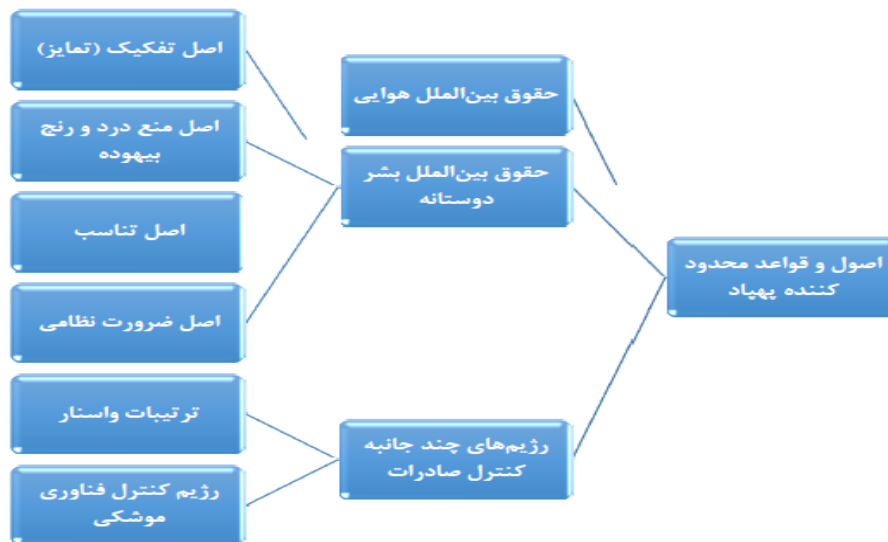 اصول و قواعد محدود
کننده پهپاد
حقوق بین‌الملل هوایی
حقوق بین‌الملل بشر
دوستانه
رژیم‌های چند جانبه
کنترل صادرات
اصل تفکیک (تمایز)
اصل منع درد و رنج
بیهوده
اصل تناسب
اصل ضرورت نظامی
ترتیبات واسنار
رژیم کنترل فناوری
موشکی